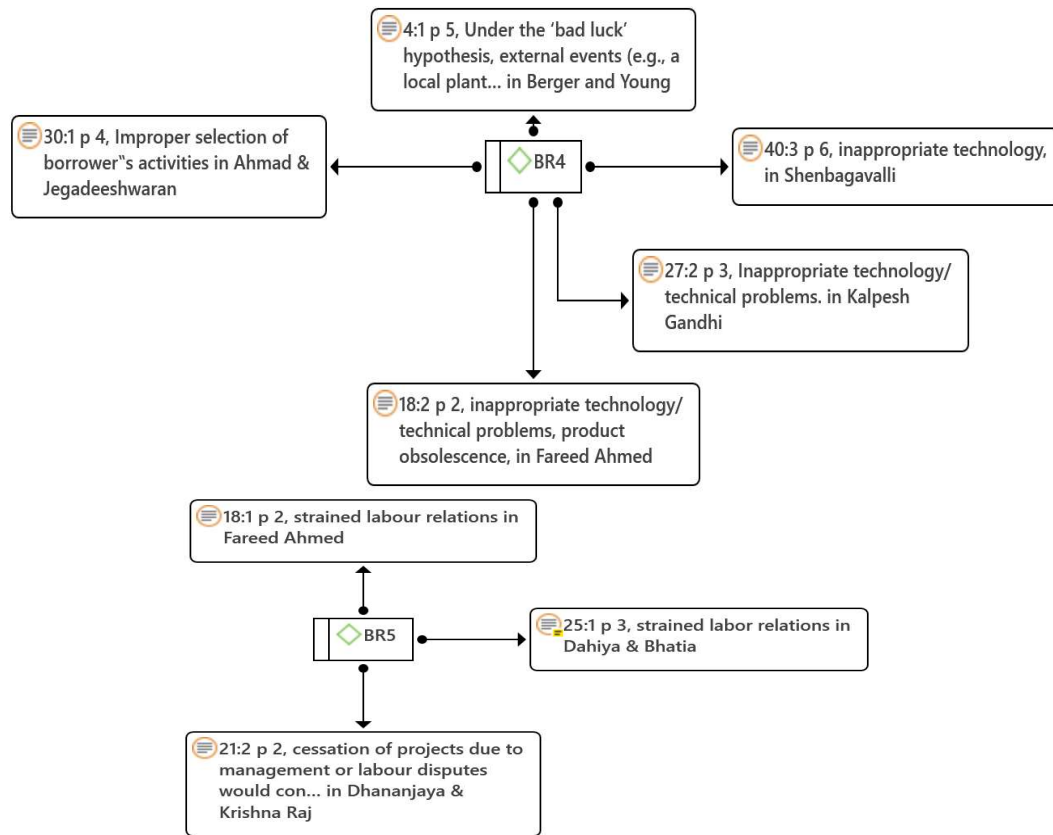 4:1 p 5, Under the ‘bad luck’
hypothesis, external events (e.g., a
local plant... in Berger and Young
30:1 p 4, Improper selection of
borrower‟s activities in Ahmad &
Jegadeeshwaran
BR4
40:3 p 6, inappropriate technology,
in Shenbagavalli
27:2 p 3, Inappropriate technology/
technical problems. in Kalpesh
Gandhi
18:2 p 2, inappropriate technology/
technical problems, product
obsolescence, in Fareed Ahmed
18:1 p 2, strained labour relations in
Fareed Ahmed
BR5
25:1 p 3, strained labor relations in
Dahiya & Bhatia
21:2 p 2, cessation of projects due to
management or labour disputes
would con... in Dhananjaya &
Krishna Raj